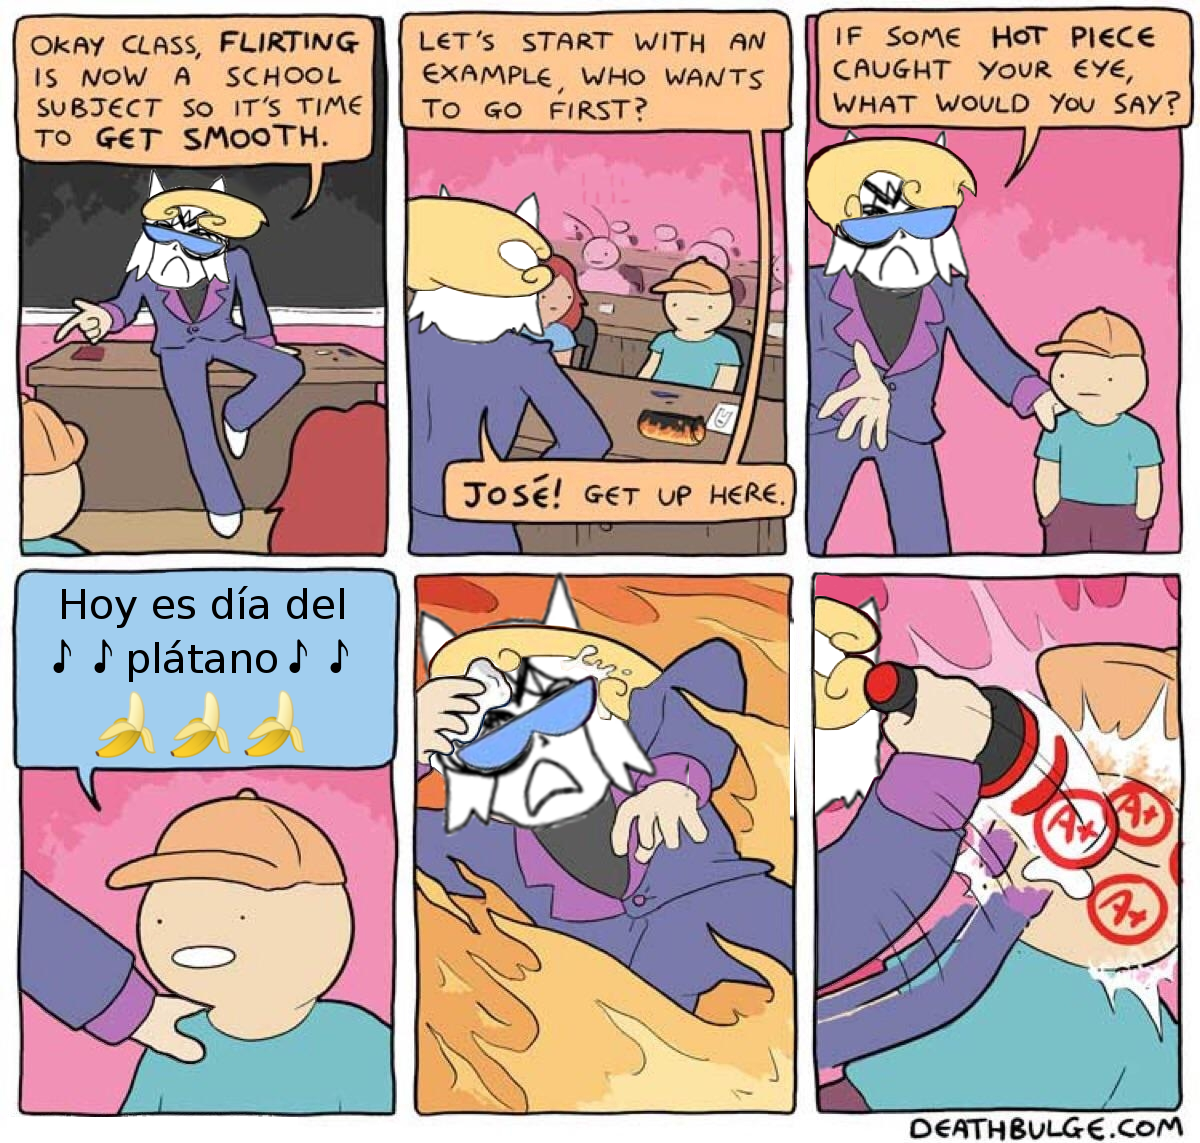 OKAY CLASS, FLIRTING
IS NOW A SCHOOL
SUBJECT SO IT'S TIME
TO GET SMOOTH.
LET'S START WITH AN
EXAMPLE, WHO WANTS
TO GO FIRST?
JOSÉ! GET UP HERE.
IF SOME HOT PIECE
CAUGHT YOUR EYE,
WHAT WOULD YOU SAY?
Hoy es día del
♪ ♪ plátano ♪ ♪
🍌 🍌 🍌
A+
A+
A+
DEATHBULGE.COM